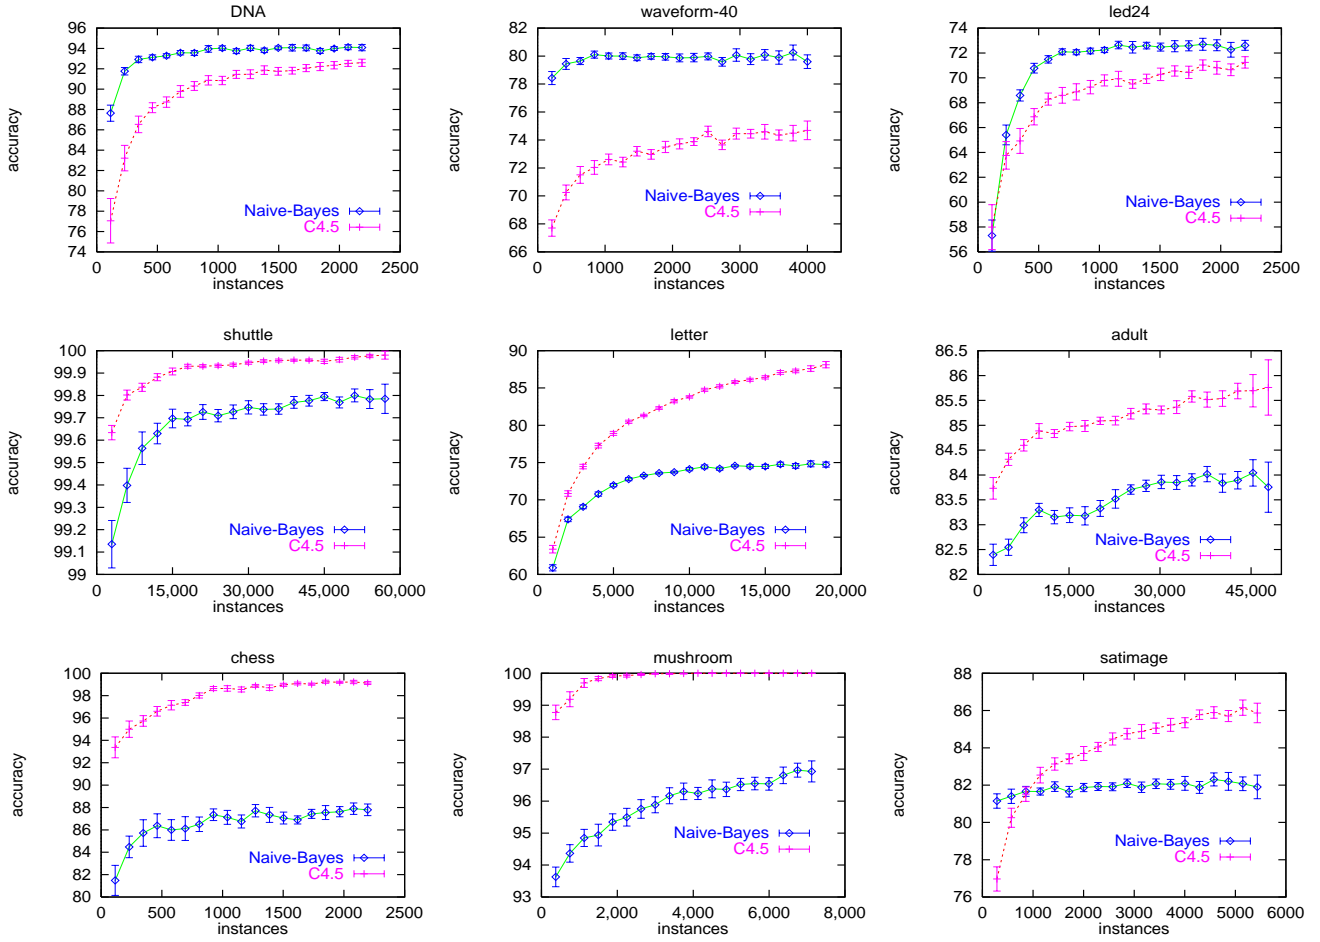 DNA
96
94
92
90
88
86
84
82
80
78
76
74
accuracy
Naive-Bayes
C4.5
0 500 1000 1500 2000 2500
instances
waveform-40
84
82
80
78
76
74
72
70
68
66
accuracy
Naive-Bayes
C4.5
0 1000 2000 3000 4000
instances
led24
74
72
70
68
66
64
62
60
58
56
accuracy
Naive-Bayes
C4.5
0 500 1000 1500 2000 2500
instances
shuttle
100
99.9
99.8
99.7
99.6
99.5
99.4
99.3
99.2
99.1
99
accuracy
Naive-Bayes
C4.5
0 15,000 30,000 45,000 60,000
instances
letter
90
85
80
75
70
65
60
accuracy
Naive-Bayes
C4.5
0 5,000 10,000 15,000 20,000
instances
adult
86.5
86
85.5
85
84.5
84
83.5
83
82.5
82
accuracy
Naive-Bayes
C4.5
0 15,000 30,000 45,000
instances
chess
100
98
96
94
92
90
88
86
84
82
80
accuracy
Naive-Bayes
C4.5
0 500 1000 1500 2000 2500
instances
mushroom
100
99
98
97
96
95
94
93
accuracy
Naive-Bayes
C4.5
0 2,000 4,000 6,000 8,000
instances
satimage
88
86
84
82
80
78
76
accuracy
Naive-Bayes
C4.5
0 1000 2000 3000 4000 5000 6000
instances